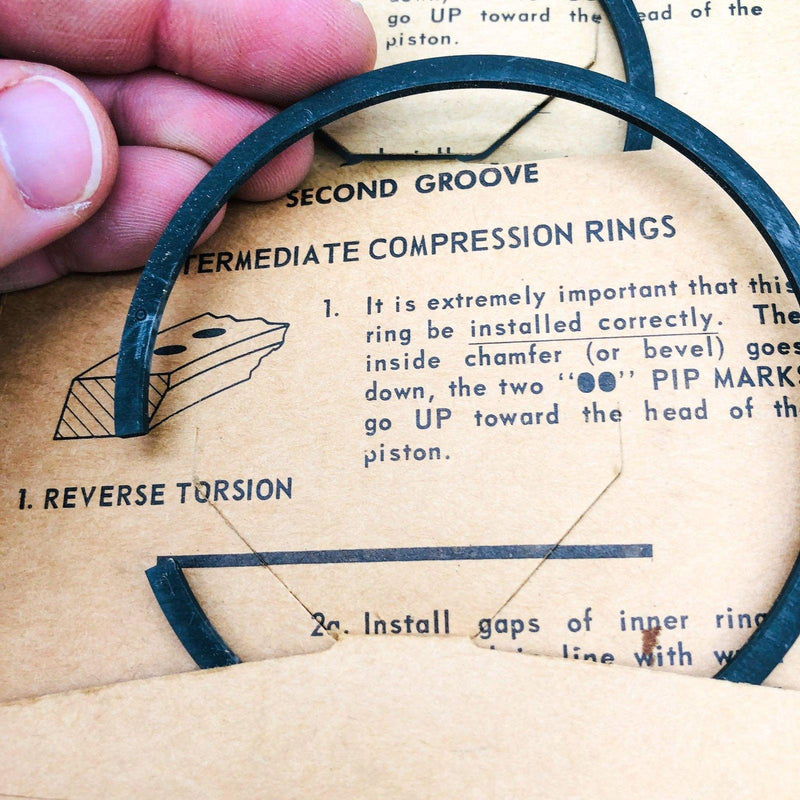 go UP toward the ead of the
piston.
SECOND GROOVE
TERMEDIATE COMPRESSION RINGS
1. It is extremely important that this
ring be installed correctly. The
inside chamfer (or bevel) goes
down, the two “●●” PIP MARKS
go UP toward the head of th
piston.
1. REVERSE TORSION
2a. Install gaps of inner ring
line with w